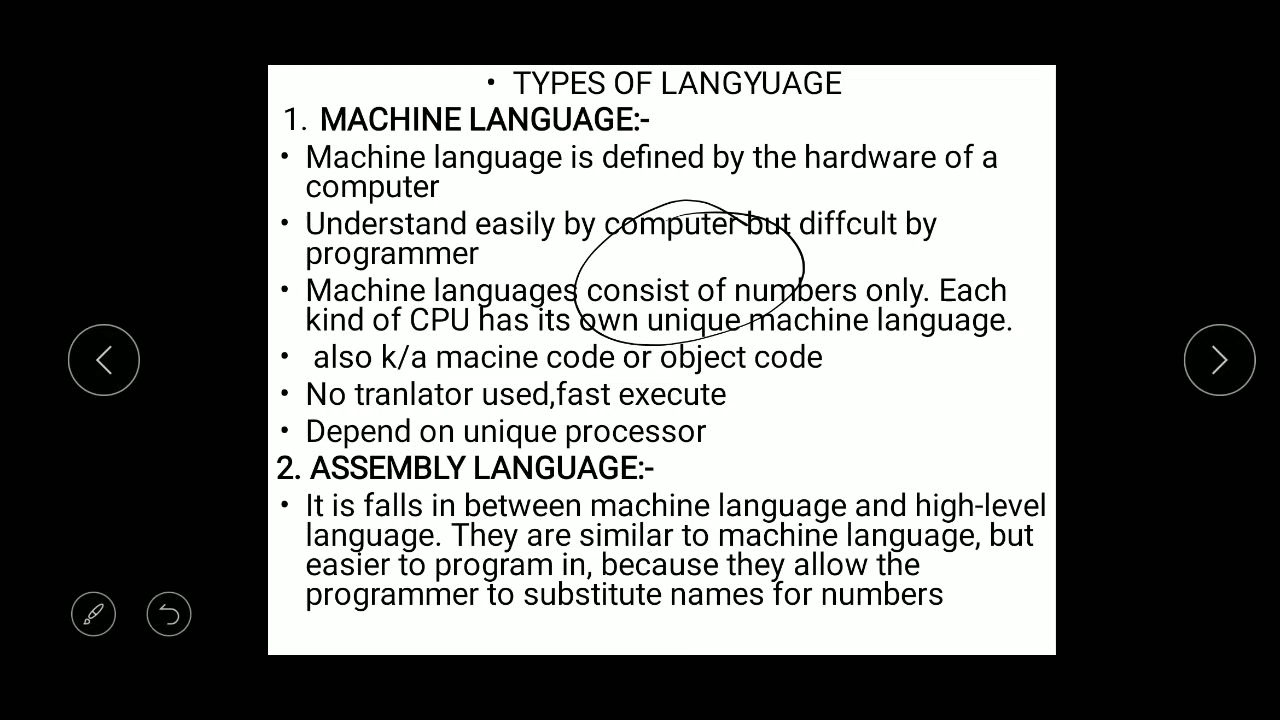 • TYPES OF LANGYUAGE
1. MACHINE LANGUAGE:-
• Machine language is defined by the hardware of a
computer
• Understand easily by computer but diffcult by
programmer
• Machine languages consist of numbers only. Each
kind of CPU has its own unique machine language.
• also k/a macine code or object code
• No tranlator used,fast execute
• Depend on unique processor
2. ASSEMBLY LANGUAGE:-
• It is falls in between machine language and high-level
language. They are similar to machine language, but
easier to program in, because they allow the
programmer to substitute names for numbers